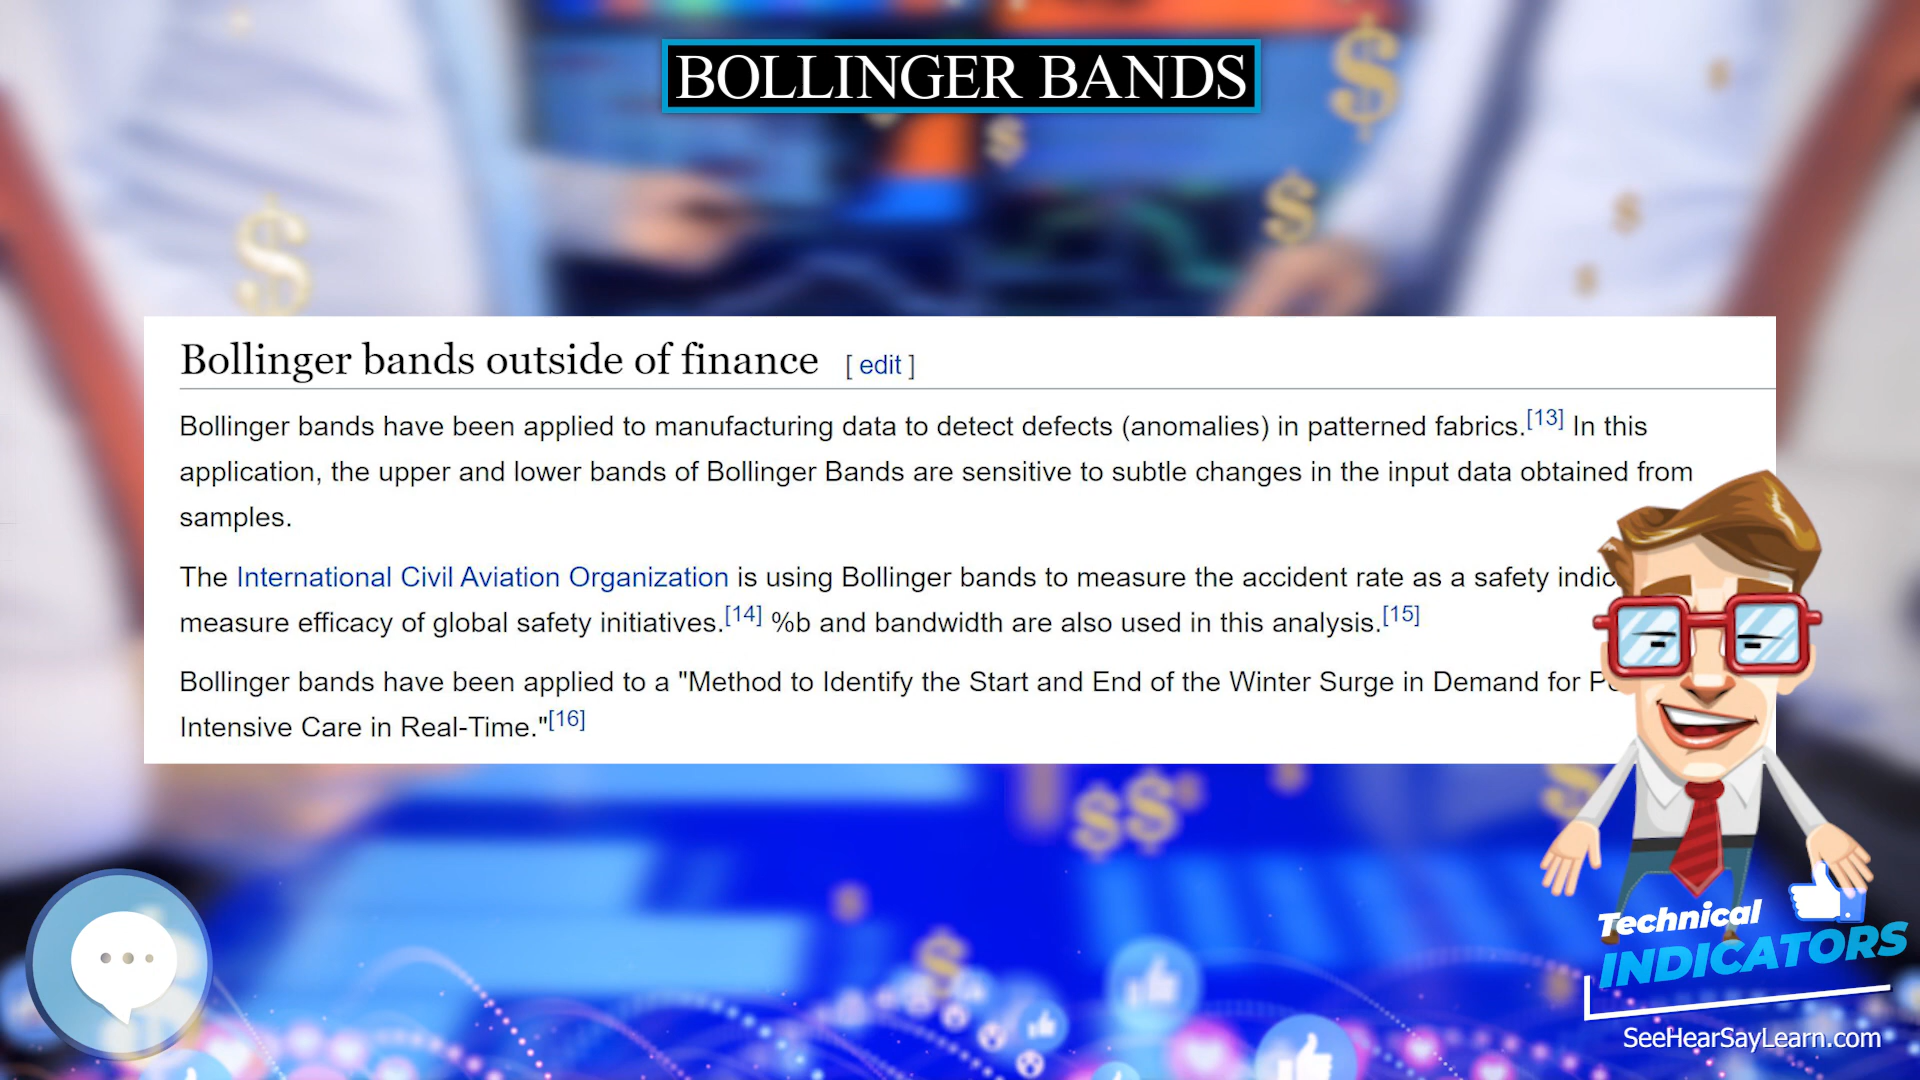 BOLLINGER BANDS
Bollinger bands outside of finance [ edit ]
Bollinger bands have been applied to manufacturing data to detect defects (anomalies) in patterned fabrics.[13] In this
application, the upper and lower bands of Bollinger Bands are sensitive to subtle changes in the input data obtained from
samples.
The International Civil Aviation Organization is using Bollinger bands to measure the accident rate as a safety
measure efficacy of global safety initiatives.[14] %b and bandwidth are also used in this analysis.[15]
Bollinger bands have been applied to a "Method to Identify the Start and End of the Winter Surge in Demand for
Intensive Care in Real-Time."[16]
Technical
INDICATORS
SeeHearSayLearn.com